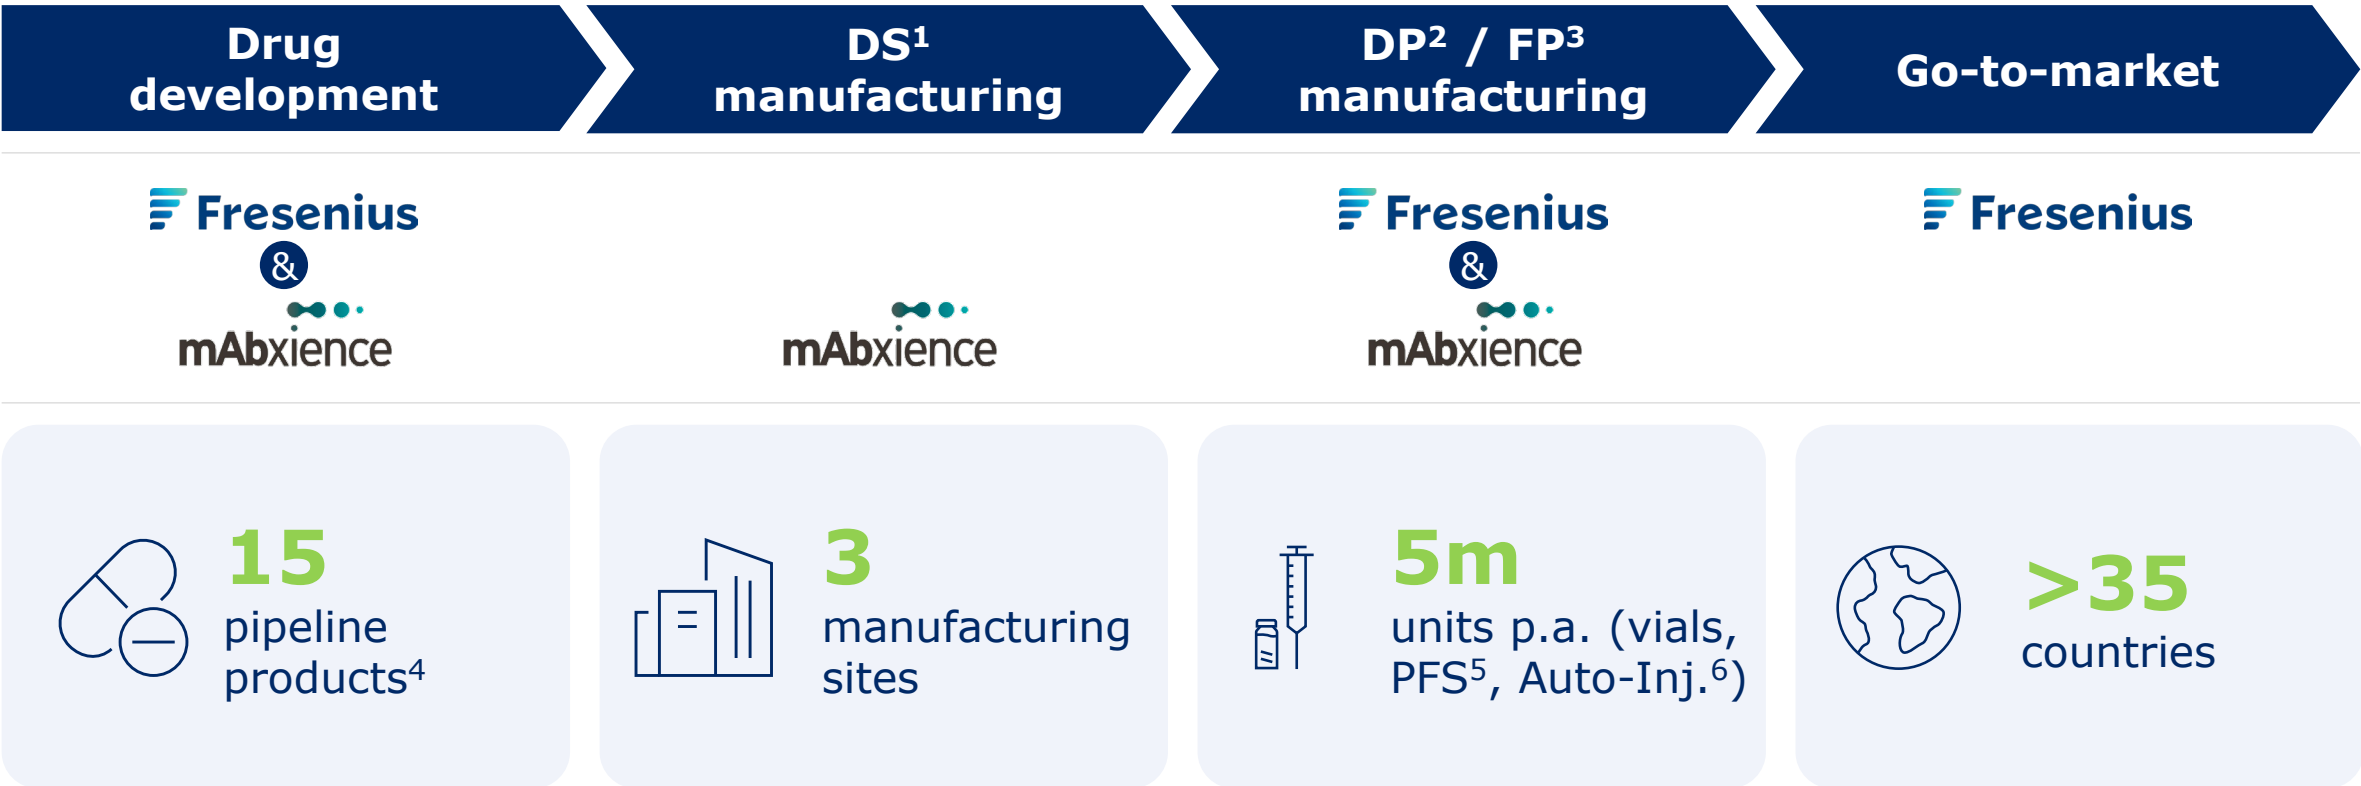 Drug
development
DS¹
manufacturing
DP² / FP³
manufacturing
Go-to-market
Fresenius
&
mAbxience
mAbxience
Fresenius
&
mAbxience
Fresenius
15
pipeline
products⁴
3
manufacturing
sites
5m
units p.a. (vials,
PFS⁵, Auto-Inj.⁶)
>35
countries